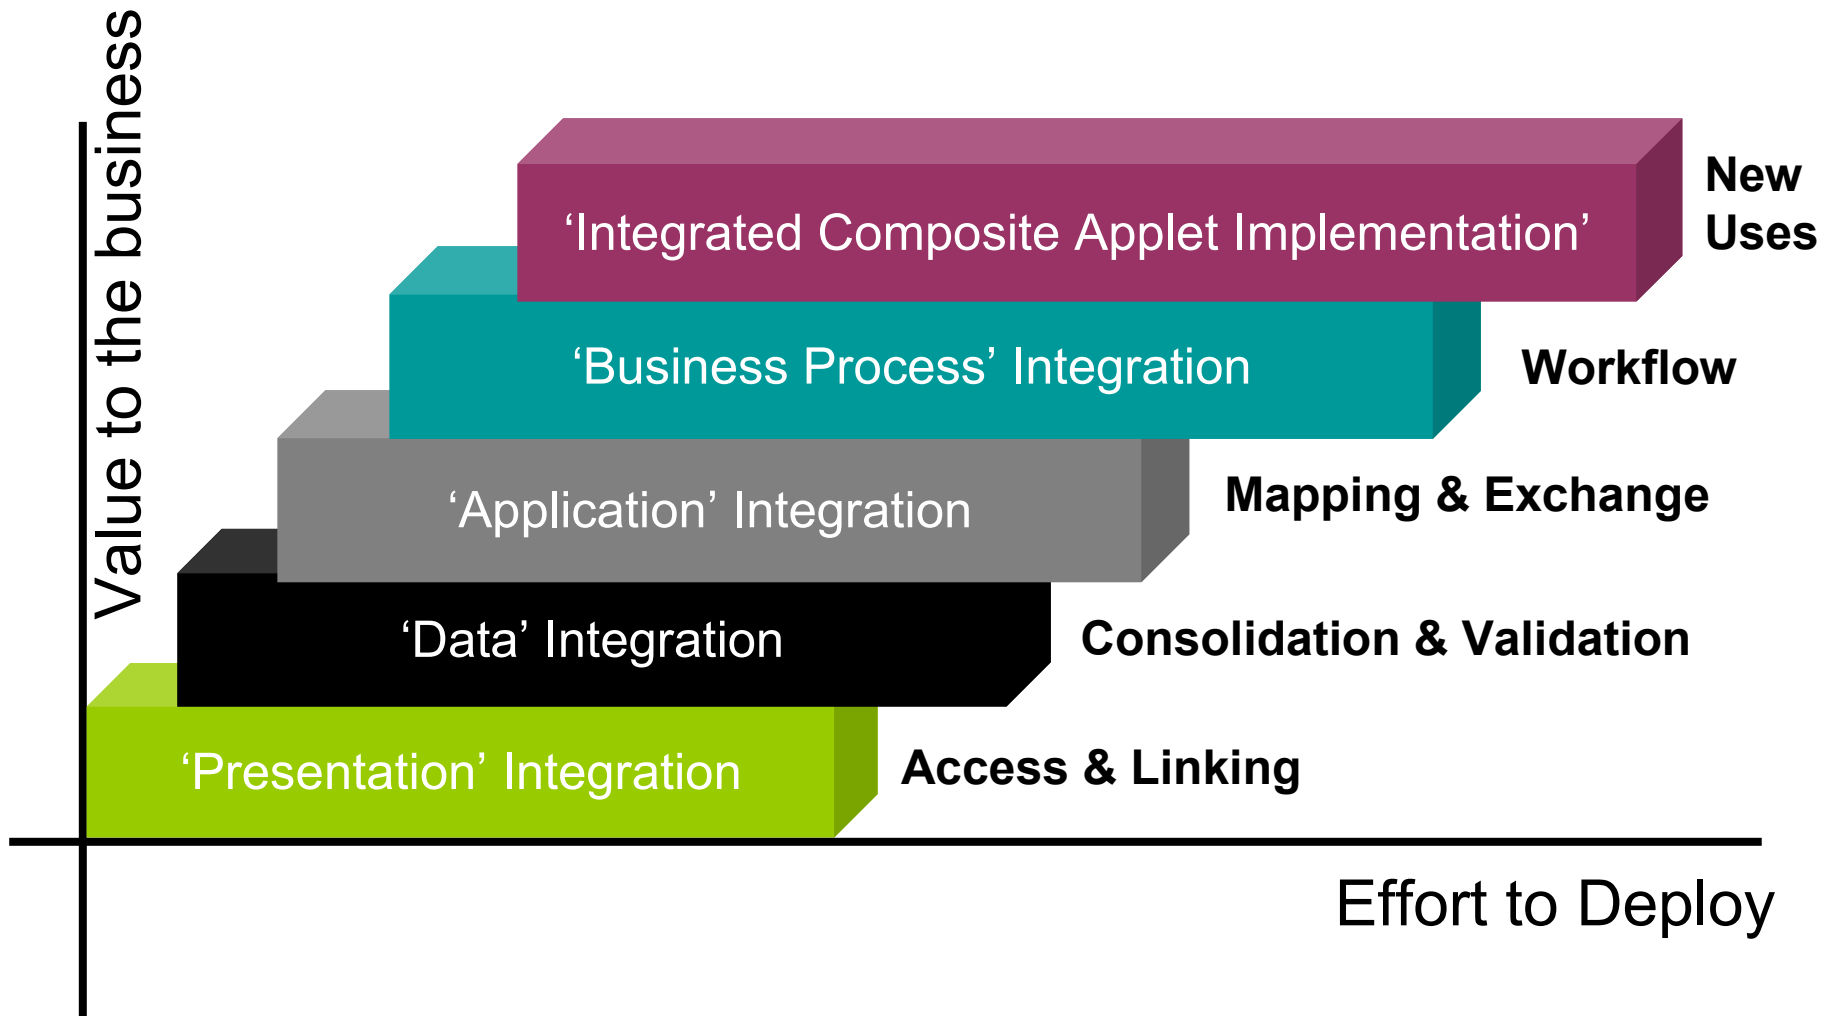 Value to the business
‘Integrated Composite Applet Implementation’
New
Uses
‘Business Process’ Integration
Workflow
‘Application’ Integration
Mapping & Exchange
‘Data’ Integration
Consolidation & Validation
‘Presentation’ Integration
Access & Linking
Effort to Deploy